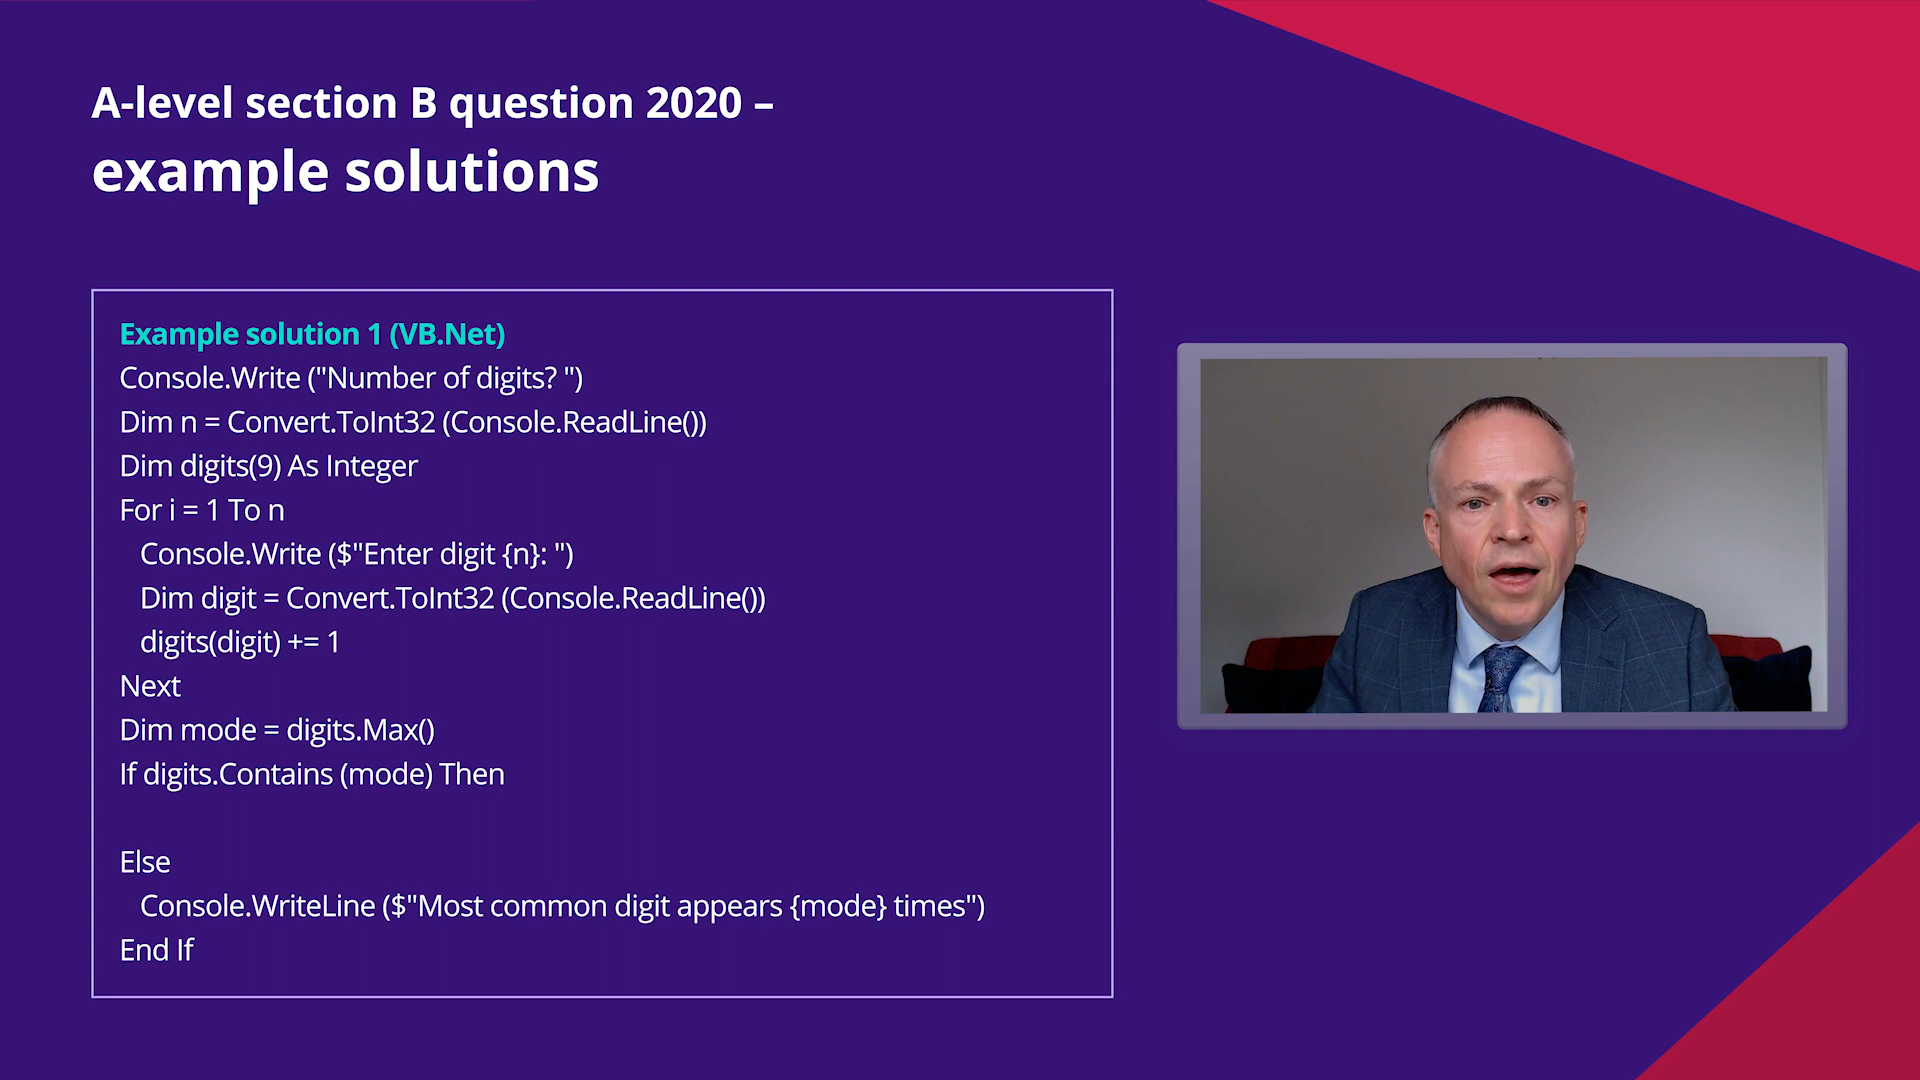 A-level section B question 2020 –
example solutions
Example solution 1 (VB.Net)
Console.Write ("Number of digits? ")
Dim n = Convert.ToInt32 (Console.ReadLine())
Dim digits(9) As Integer
For i = 1 To n
Console.Write ($"Enter digit {n}: ")
Dim digit = Convert.ToInt32 (Console.ReadLine())
digits(digit) += 1
Next
Dim mode = digits.Max()
If digits.Contains (mode) Then
Else
Console.WriteLine ($"Most common digit appears {mode} times")
End If